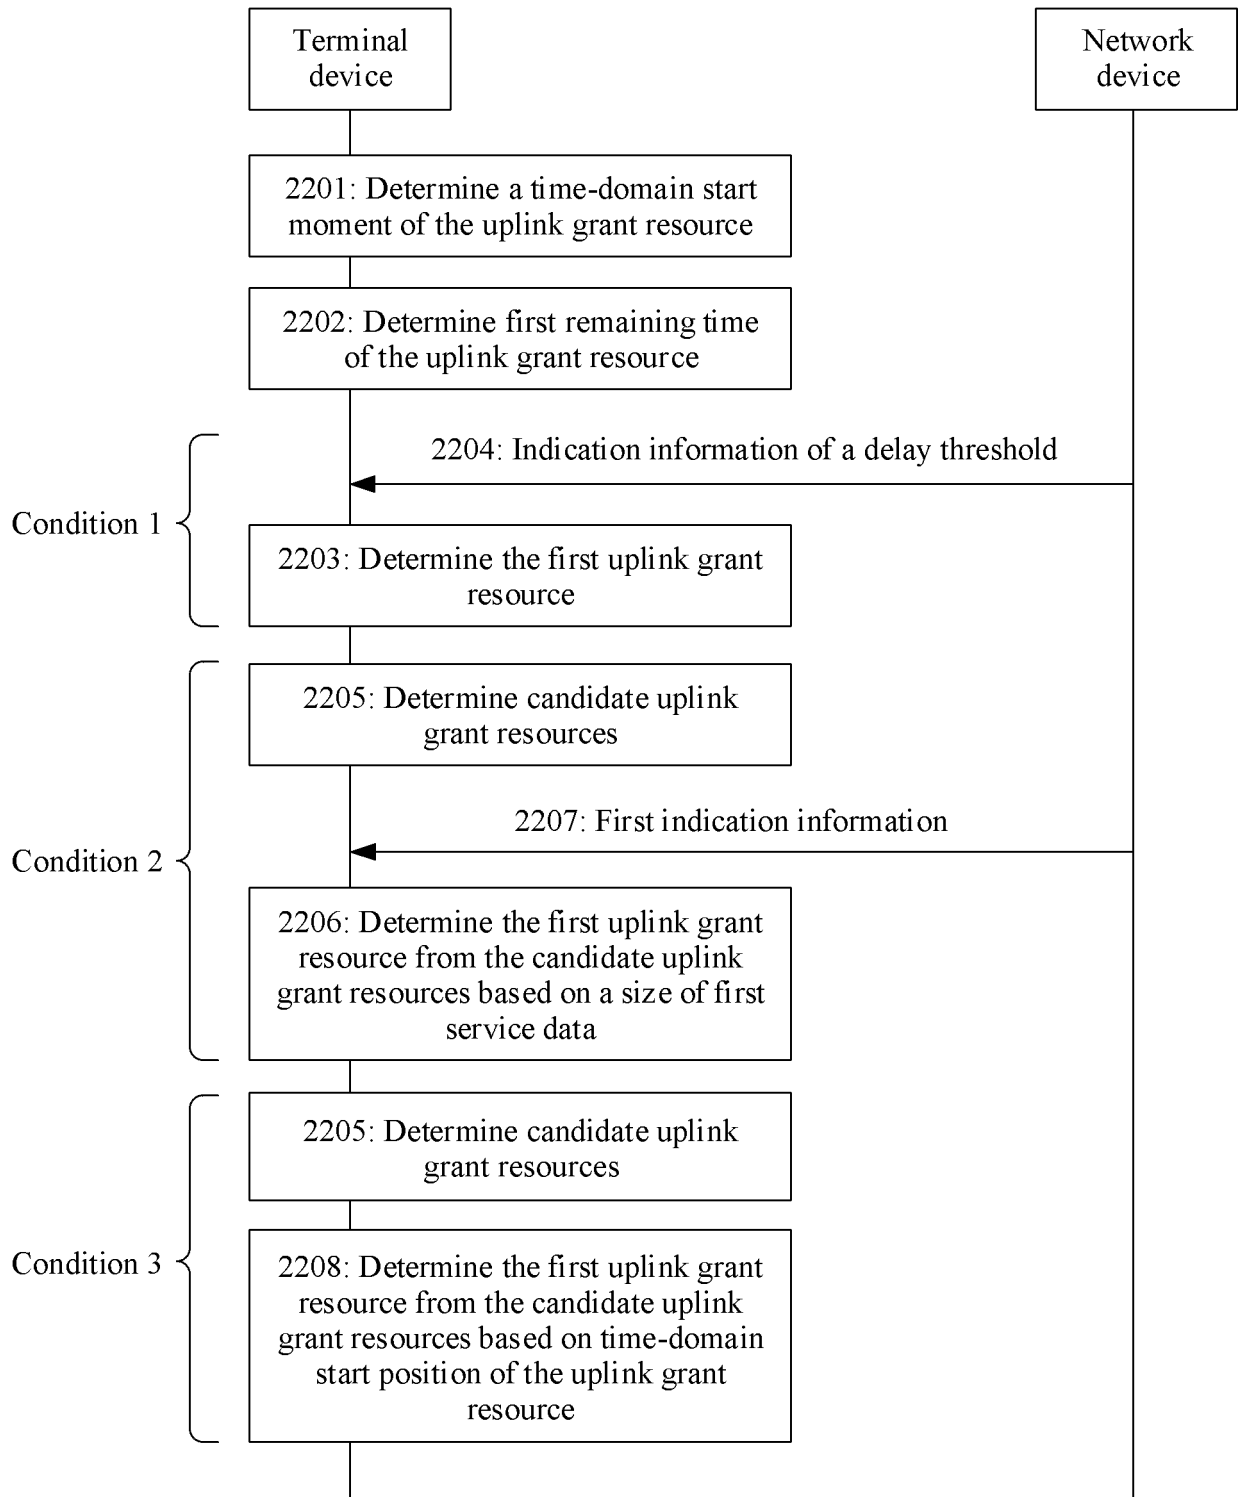 Terminal
device
Network
device
2201: Determine a time-domain start
moment of the uplink grant resource
2202: Determine first remaining time
of the uplink grant resource
2204: Indication information of a delay threshold
Condition 1
2203: Determine the first uplink grant
resource
2205: Determine candidate uplink
grant resources
2207: First indication information
Condition 2
2206: Determine the first uplink grant
resource from the candidate uplink
grant resources based on a size of first
service data
2205: Determine candidate uplink
grant resources
Condition 3
2208: Determine the first uplink grant
resource from the candidate uplink
grant resources based on time-domain
start position of the uplink grant
resource